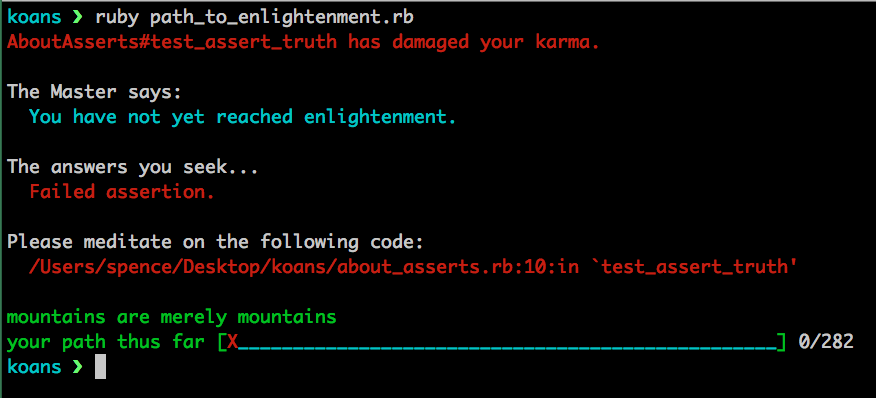 koans ❯ ruby path_to_enlightenment.rb
AboutAsserts#test_assert_truth has damaged your karma.
The Master says:
You have not yet reached enlightenment.
The answers you seek...
Failed assertion.
Please meditate on the following code:
/Users/spence/Desktop/koans/about_asserts.rb:10:in `test_assert_truth'
mountains are merely mountains
your path thus far [X_________________________________________________] 0/282
koans ❯